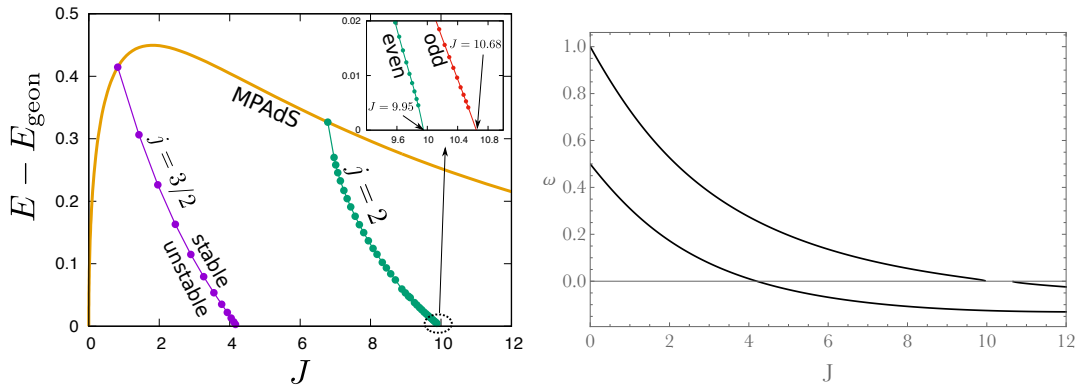 0.5
0.4
0.3
0.2
0.1
0
E − E_geon
0 2 4 6 8 10 12
J
MPAdS
j = 3/2
stable
unstable
j = 2
0.02
0.01
0
9.6 10 10.4 10.8
even
odd
J = 10.68
J = 9.95
1.0
0.8
0.6
0.4
0.2
0.0
-0.2
ω
0 2 4 6 8 10 12
J